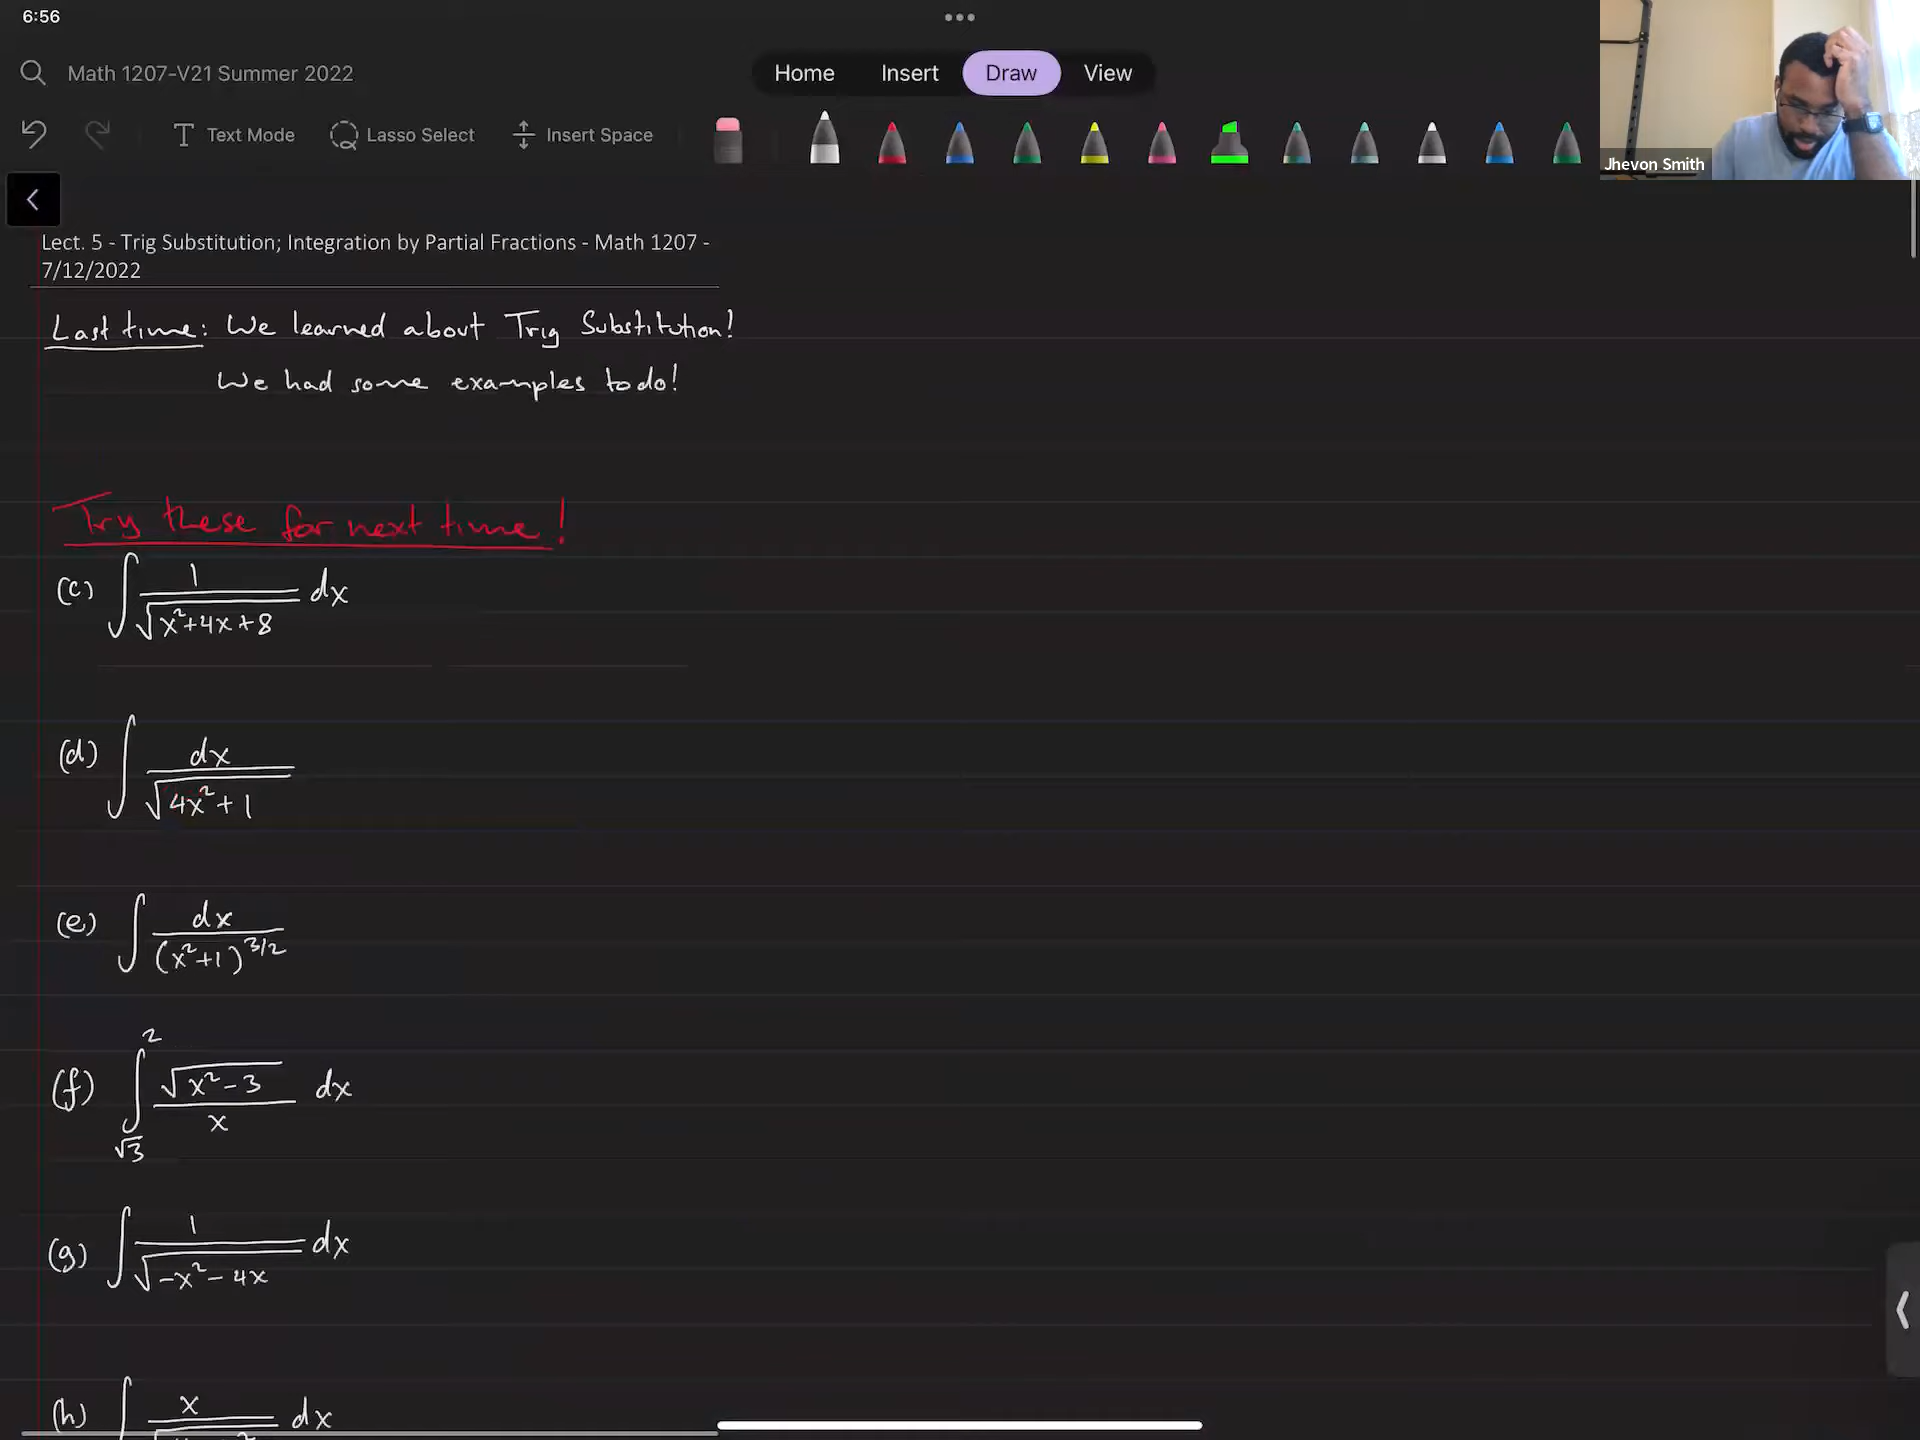 6:56
Math 1207-V21 Summer 2022
Home Insert Draw View
Text Mode Lasso Select Insert Space
Jhevon Smith
Lect. 5 - Trig Substitution; Integration by Partial Fractions - Math 1207 -
7/12/2022
Last time: We learned about Trig Substitution!
We had some examples to do!
Try these for next time!
(c) ∫ 1/√(x²+4x+8) dx
(d) ∫ dx/√(4x²+1)
(e) ∫ dx/(x²+1)^(3/2)
(f) ∫_√3^2 √(x²-3)/x dx
(g) ∫ 1/√(-x²-4x) dx
(h) ∫ x/√ dx